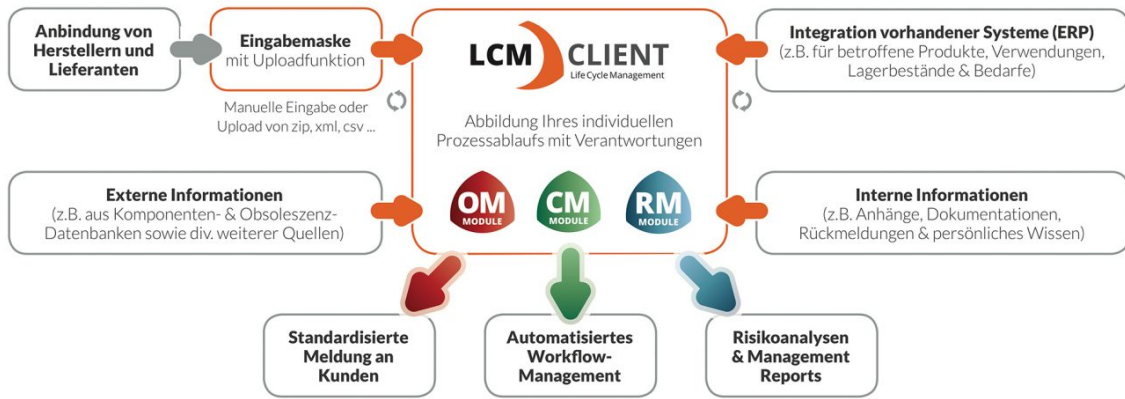 Anbindung von
Herstellern und
Lieferanten
Eingabemaske
mit Uploadfunktion
Manuelle Eingabe oder
Upload von zip, xml, csv ...
LCM CLIENT
Life Cycle Management
Abbildung Ihres individuellen
Prozessablaufs mit Verantwortungen
Integration vorhandener Systeme (ERP)
(z.B. für betroffene Produkte, Verwendungen,
Lagerbestände & Bedarfe)
Externe Informationen
(z.B. aus Komponenten- & Obsoleszenz-
Datenbanken sowie div. weiterer Quellen)
OM
MODULE
CM
MODULE
RM
MODULE
Interne Informationen
(z.B. Anhänge, Dokumentationen,
Rückmeldungen & persönliches Wissen)
Standardisierte
Meldung an
Kunden
Automatisiertes
Workflow-
Management
Risikoanalysen
& Management
Reports